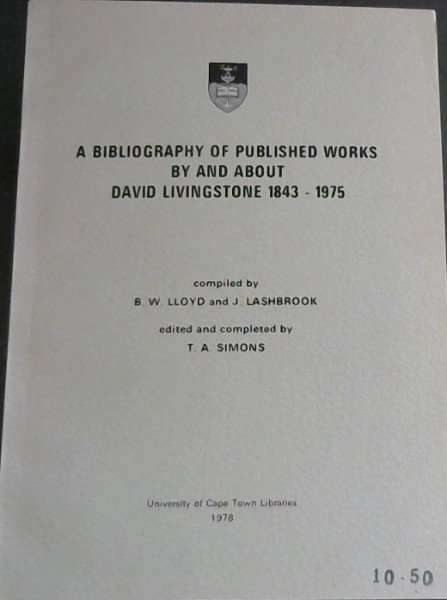 A BIBLIOGRAPHY OF PUBLISHED WORKS
BY AND ABOUT
DAVID LIVINGSTONE 1843 - 1975
compiled by
B. W. LLOYD and J. LASHBROOK
edited and completed by
T. A. SIMONS
University of Cape Town Libraries
1978
10.50